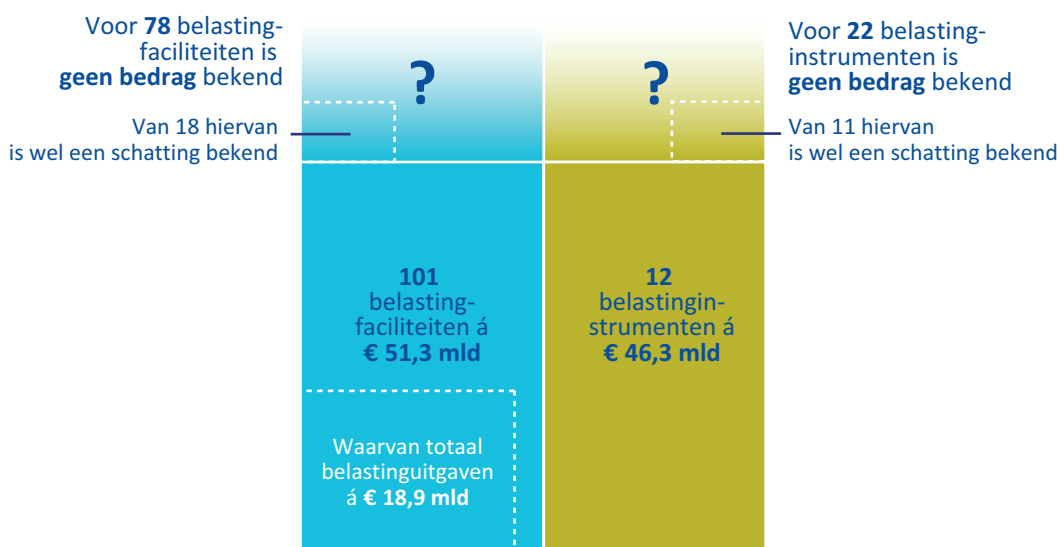 Voor 78 belasting-
faciliteiten is
geen bedrag bekend
Van 18 hiervan
is wel een schatting bekend
?
?
Voor 22 belasting-
instrumenten is
geen bedrag bekend
Van 11 hiervan
is wel een schatting bekend
101
belasting-
faciliteiten á
€ 51,3 mld
12
belastingin-
strumenten á
€ 46,3 mld
Waarvan totaal
belastinguitgaven
á € 18,9 mld